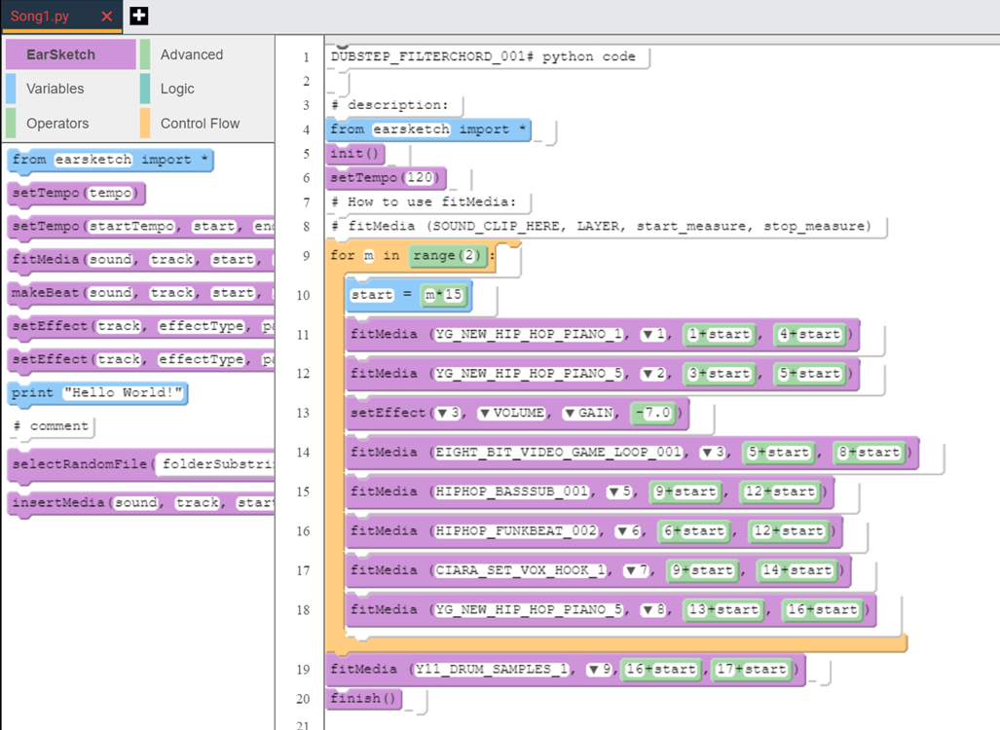 Song1.py
EarSketch
Advanced
Variables
Logic
Operators
Control Flow
from earsketch import *
setTempo(tempo)
setTempo(startTempo, start, end
fitMedia(sound, track, start,
makeBeat(sound, track, start,
setEffect(track, effectType, pa
setEffect(track, effectType, pa
print "Hello World!"
# comment
selectRandomFile(folderSubstri
insertMedia(sound, track, start
1 DUBSTEP_FILTERCHORD_001# python code
2
3 # description:
4 from earsketch import *
5 init()
6 setTempo(120)
7 # How to use fitMedia:
8 # fitMedia (SOUND_CLIP_HERE, LAYER, start_measure, stop_measure)
9 for m in range(2):
10 start = m*15
11 fitMedia (YG_NEW_HIP_HOP_PIANO_1, ▼1, 1+start, 4+start)
12 fitMedia (YG_NEW_HIP_HOP_PIANO_5, ▼2, 3+start, 5+start)
13 setEffect(▼3, ▼VOLUME, ▼GAIN, -7.0)
14 fitMedia (EIGHT_BIT_VIDEO_GAME_LOOP_001, ▼3, 5+start, 8+start)
15 fitMedia (HIPHOP_BASSSUB_001, ▼5, 9+start, 12+start)
16 fitMedia (HIPHOP_FUNKBEAT_002, ▼6, 6+start, 12+start)
17 fitMedia (CIARA_SET_VOX_HOOK_1, ▼7, 9+start, 14+start)
18 fitMedia (YG_NEW_HIP_HOP_PIANO_5, ▼8, 13+start, 16+start)
19 fitMedia (Y11_DRUM_SAMPLES_1, ▼9,16+start,17+start)
20 finish()
21